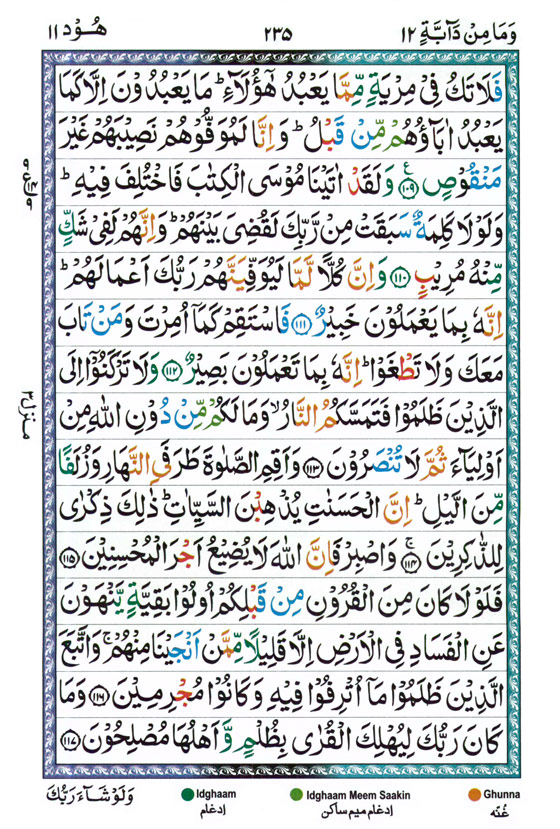 وَمَا مِنْ دَآبَّةٍ ١٢ ٢٣٥ هُوْد ١١
فَلَا تَكُ فِىْ مِرْيَةٍ مِّمَّا يَعْبُدُ هٰٓؤُلَآءِ ؕ مَا يَعْبُدُوْنَ اِلَّا كَمَا
يَعْبُدُ اٰبَآؤُهُمْ مِّنْ قَبْلُ ؕ وَاِنَّا لَمُوَفُّوْهُمْ نَصِيْبَهُمْ غَيْرَ
مَنْقُوْصٍ ﴿١٠٩﴾ وَلَقَدْ اٰتَيْنَا مُوْسَى الْكِتٰبَ فَاخْتُلِفَ فِيْهِ ؕ
وَلَوْلَا كَلِمَةٌ سَبَقَتْ مِنْ رَّبِّكَ لَقُضِىَ بَيْنَهُمْ ؕ وَاِنَّهُمْ لَفِىْ شَكٍّ
مِّنْهُ مُرِيْبٍ ﴿١١٠﴾ وَاِنَّ كُلًّا لَّمَّا لَيُوَفِّيَنَّهُمْ رَبُّكَ اَعْمَالَهُمْ ؕ
اِنَّهٗ بِمَا يَعْمَلُوْنَ خَبِيْرٌ ﴿١١١﴾ فَاسْتَقِمْ كَمَاۤ اُمِرْتَ وَمَنْ تَابَ
مَعَكَ وَلَا تَطْغَوْا ؕ اِنَّهٗ بِمَا تَعْمَلُوْنَ بَصِيْرٌ ﴿١١٢﴾ وَلَا تَرْكَنُوْۤا اِلَى
الَّذِيْنَ ظَلَمُوْا فَتَمَسَّكُمُ النَّارُ ۙ وَمَا لَكُمْ مِّنْ دُوْنِ اللّٰهِ مِنْ
اَوْلِيَآءَ ثُمَّ لَا تُنْصَرُوْنَ ﴿١١٣﴾ وَاَقِمِ الصَّلٰوةَ طَرَفَىِ النَّهَارِ وَزُلَفًا
مِّنَ الَّيْلِ ؕ اِنَّ الْحَسَنٰتِ يُذْهِبْنَ السَّيِّاٰتِ ؕ ذٰلِكَ ذِكْرٰى
لِلذّٰكِرِيْنَ ﴿١١٤﴾ وَاصْبِرْ فَاِنَّ اللّٰهَ لَا يُضِيْعُ اَجْرَ الْمُحْسِنِيْنَ ﴿١١٥﴾
فَلَوْلَا كَانَ مِنَ الْقُرُوْنِ مِنْ قَبْلِكُمْ اُولُوْا بَقِيَّةٍ يَّنْهَوْنَ
عَنِ الْفَسَادِ فِى الْاَرْضِ اِلَّا قَلِيْلًا مِّمَّنْ اَنْجَيْنَا مِنْهُمْ ۚ وَاتَّبَعَ
الَّذِيْنَ ظَلَمُوْا مَاۤ اُتْرِفُوْا فِيْهِ وَكَانُوْا مُجْرِمِيْنَ ﴿١١٦﴾ وَمَا
كَانَ رَبُّكَ لِيُهْلِكَ الْقُرٰى بِظُلْمٍ وَّاَهْلُهَا مُصْلِحُوْنَ ﴿١١٧﴾
منزل ٣
وَلَوْ شَآءَ رَبُّكَ
Idghaam
ادغام
Idghaam Meem Saakin
ادغام میم ساکن
Ghunna
غُنّه